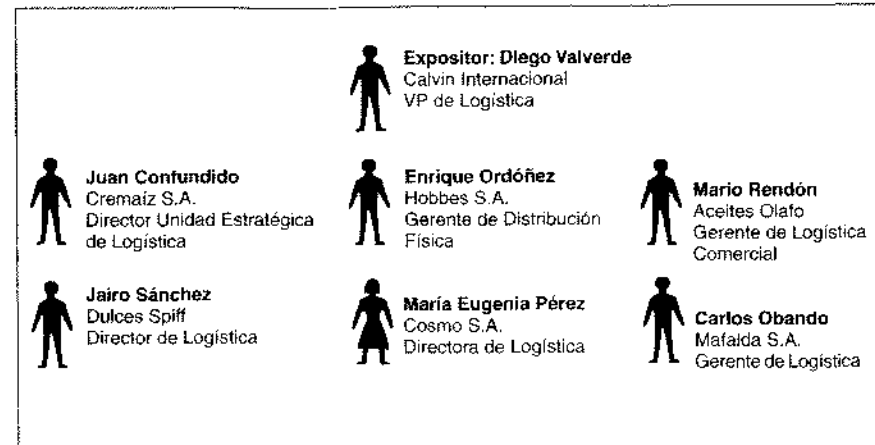 Expositor: Diego Valverde
Calvin Internacional
VP de Logística
Juan Confundido
Cremaíz S.A.
Director Unidad Estratégica
de Logística
Enrique Ordóñez
Hobbes S.A.
Gerente de Distribución
Física
Mario Rendón
Aceites Olafo
Gerente de Logística
Comercial
Jairo Sánchez
Dulces Spiff
Director de Logística
María Eugenia Pérez
Cosmo S.A.
Directora de Logística
Carlos Obando
Mafalda S.A.
Gerente de Logística